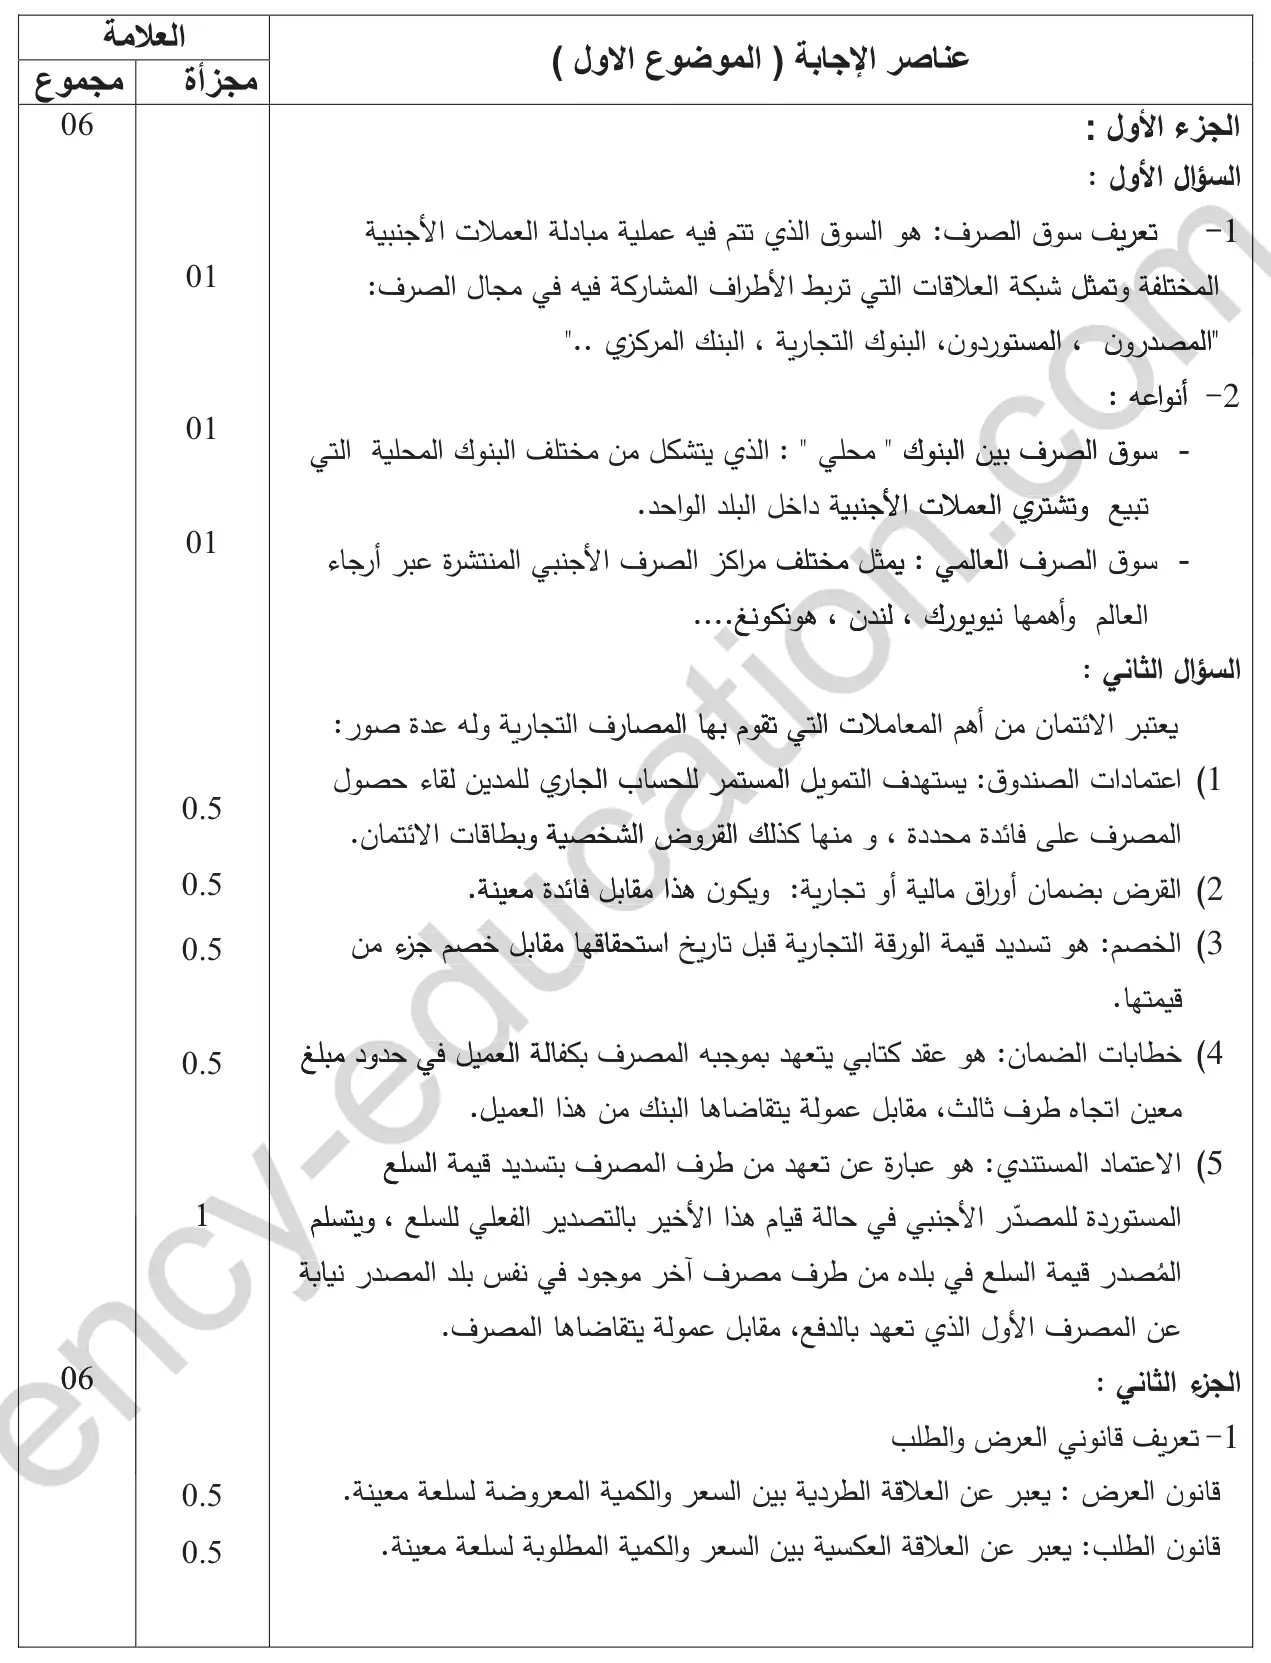 العلامة
عناصر الإجابة ( الموضوع الاول )
مجزأة
مجموع
الجزء الأول :
06
السؤال الأول :
1- تعريف سوق الصرف: هو السوق الذي تتم فيه عملية مبادلة العملات الأجنبية
المختلفة وتمثل شبكة العلاقات التي تربط الأطراف المشاركة فيه في مجال الصرف:
01
"المصدرون ، المستوردون، البنوك التجارية ، البنك المركزي .."
2- أنواعه :
- سوق الصرف بين البنوك " محلي " : الذي يتشكل من مختلف البنوك المحلية التي
01
تبيع وتشتري العملات الأجنبية داخل البلد الواحد.
- سوق الصرف العالمي : يمثل مختلف مراكز الصرف الأجنبي المنتشرة عبر أرجاء
01
العالم وأهمها نيويورك ، لندن ، هونكونغ....
السؤال الثاني :
يعتبر الائتمان من أهم المعاملات التي تقوم بها المصارف التجارية وله عدة صور:
1) اعتمادات الصندوق: يستهدف التمويل المستمر للحساب الجاري للمدين لقاء حصول
0.5
المصرف على فائدة محددة ، و منها كذلك القروض الشخصية وبطاقات الائتمان.
2) القرض بضمان أوراق مالية أو تجارية: ويكون هذا مقابل فائدة معينة.
0.5
3) الخصم: هو تسديد قيمة الورقة التجارية قبل تاريخ استحقاقها مقابل خصم جزء من
0.5
قيمتها.
4) خطابات الضمان: هو عقد كتابي يتعهد بموجبه المصرف بكفالة العميل في حدود مبلغ
0.5
معين اتجاه طرف ثالث، مقابل عمولة يتقاضاها البنك من هذا العميل.
5) الاعتماد المستندي: هو عبارة عن تعهد من طرف المصرف بتسديد قيمة السلع
المستوردة للمصدّر الأجنبي في حالة قيام هذا الأخير بالتصدير الفعلي للسلع ، ويتسلم
1
المُصدر قيمة السلع في بلده من طرف مصرف آخر موجود في نفس بلد المصدر نيابة
عن المصرف الأول الذي تعهد بالدفع، مقابل عمولة يتقاضاها المصرف.
الجزء الثاني :
06
1- تعريف قانوني العرض والطلب
قانون العرض : يعبر عن العلاقة الطردية بين السعر والكمية المعروضة لسلعة معينة.
0.5
قانون الطلب: يعبر عن العلاقة العكسية بين السعر والكمية المطلوبة لسلعة معينة.
0.5
ency-education.com